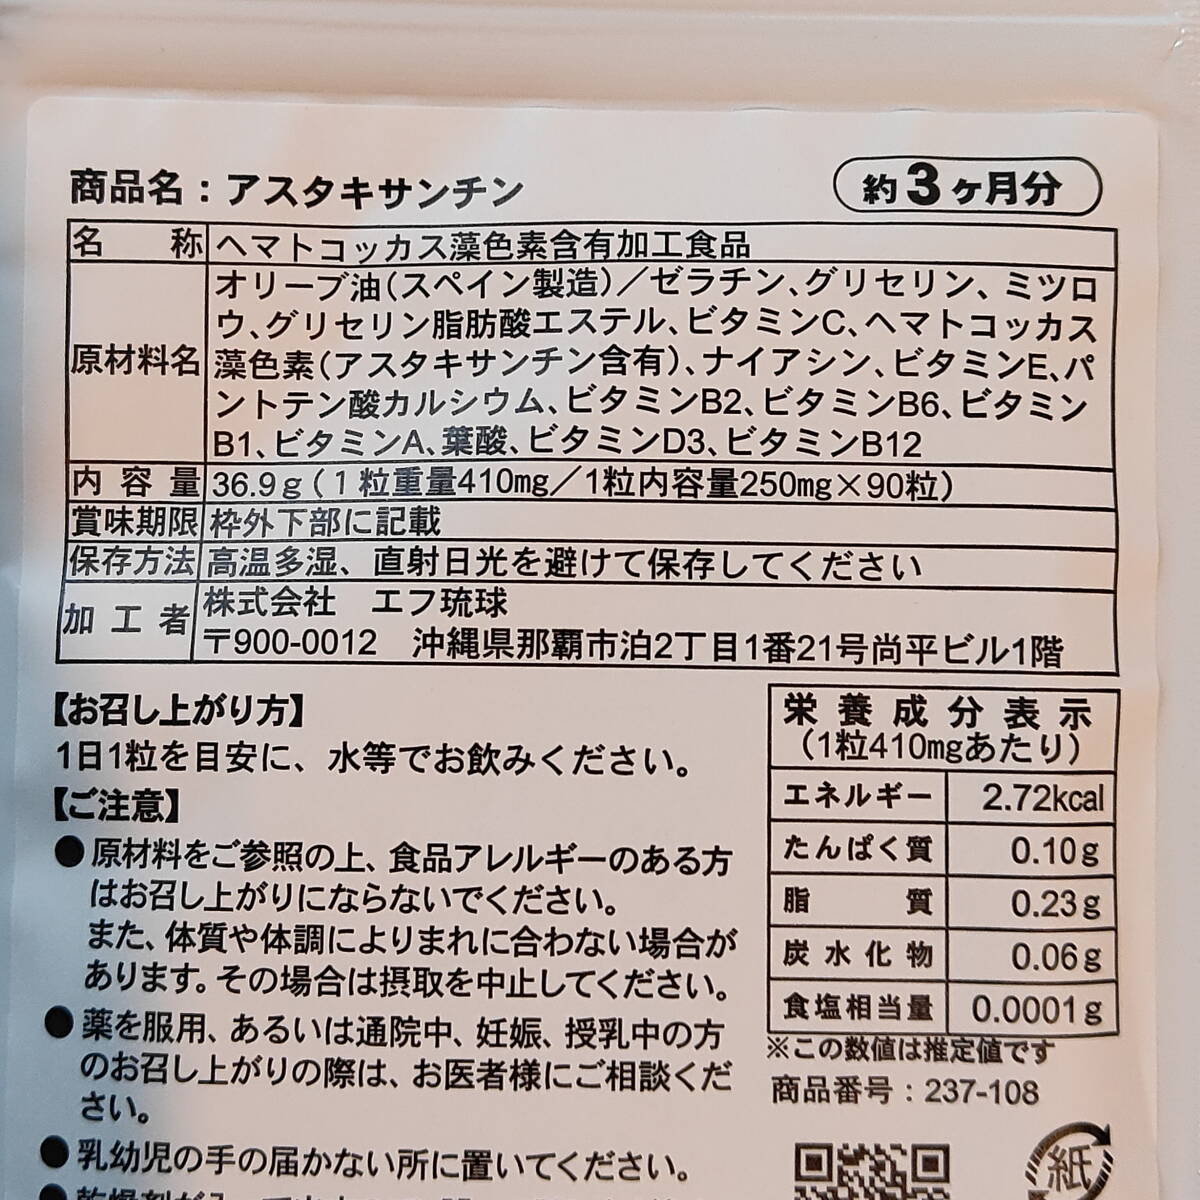 商品名：アスタキサンチン
約3ヶ月分
名称 ヘマトコッカス藻色素含有加工食品
原材料名
オリーブ油(スペイン製造)／ゼラチン、グリセリン、ミツロ
ウ、グリセリン脂肪酸エステル、ビタミンC、ヘマトコッカス
藻色素(アスタキサンチン含有)、ナイアシン、ビタミンE、パ
ントテン酸カルシウム、ビタミンB2、ビタミンB6、ビタミン
B1、ビタミンA、葉酸、ビタミンD3、ビタミンB12
内容量 36.9g(1粒重量410mg／1粒内容量250mg×90粒)
賞味期限 枠外下部に記載
保存方法 高温多湿、直射日光を避けて保存してください
加工者
株式会社　エフ琉球
〒900-0012　沖縄県那覇市泊2丁目1番21号尚平ビル1階
【お召し上がり方】
1日1粒を目安に、水等でお飲みください。
【ご注意】
●原材料をご参照の上、食品アレルギーのある方
はお召し上がりにならないでください。
また、体質や体調によりまれに合わない場合が
あります。その場合は摂取を中止してください。
●薬を服用、あるいは通院中、妊娠、授乳中の方
のお召し上がりの際は、お医者様にご相談くだ
さい。
●乳幼児の手の届かない所に置いてください。
栄養成分表示
(1粒410mgあたり)
エネルギー 2.72kcal
たんぱく質 0.10g
脂質 0.23g
炭水化物 0.06g
食塩相当量 0.0001g
※この数値は推定値です
商品番号：237-108
紙